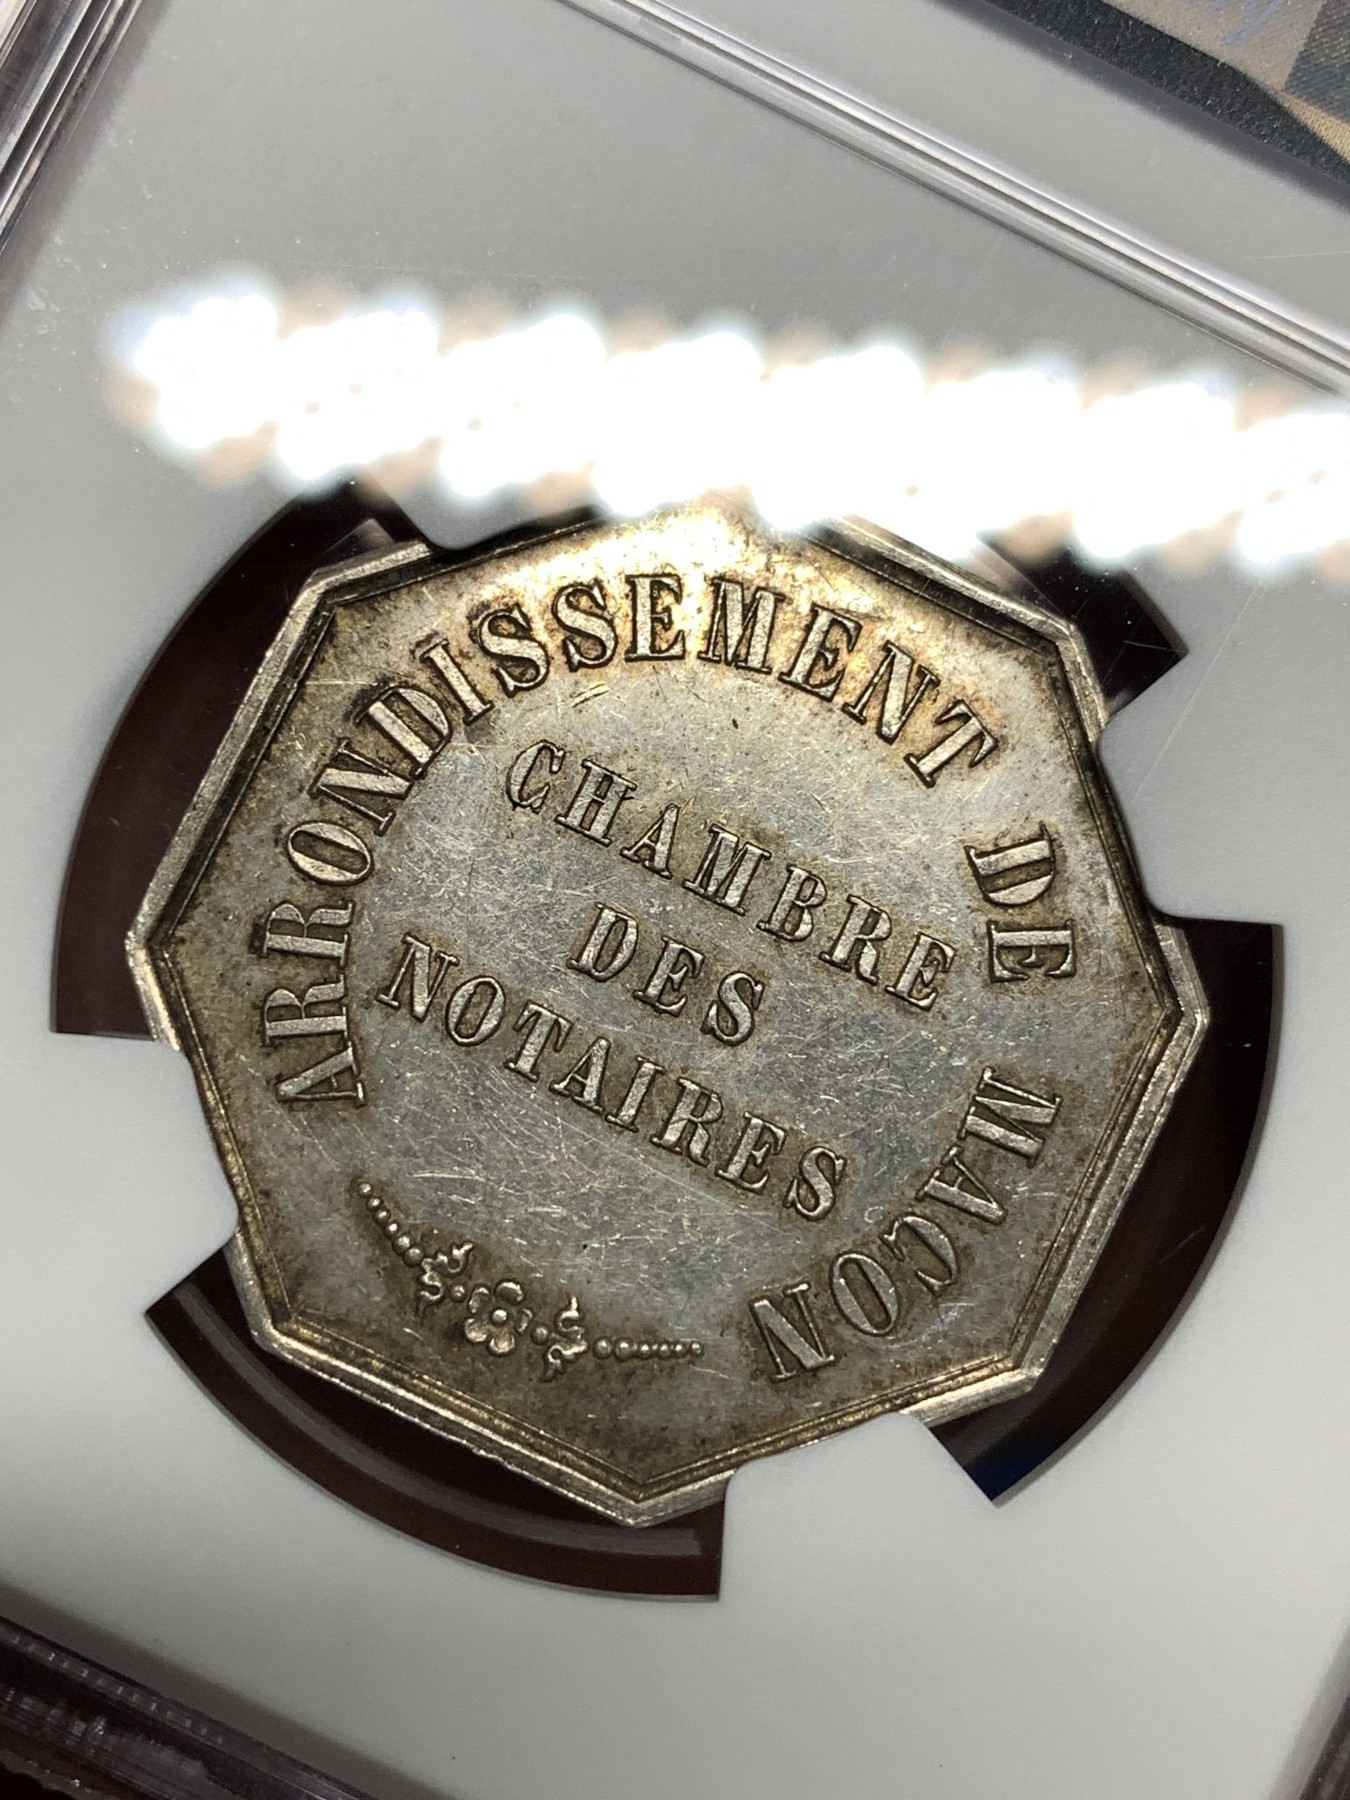 ARRONDISSEMENT DE MACON
CHAMBRE
DES
NOTAIRES